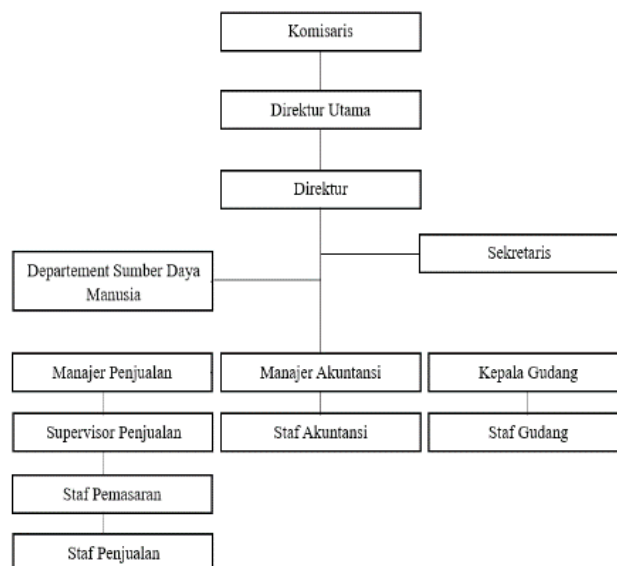 Komisaris
Direktur Utama
Direktur
Sekretaris
Departement Sumber Daya
Manusia
Manajer Penjualan
Manajer Akuntansi
Kepala Gudang
Supervisor Penjualan
Staf Akuntansi
Staf Gudang
Staf Pemasaran
Staf Penjualan